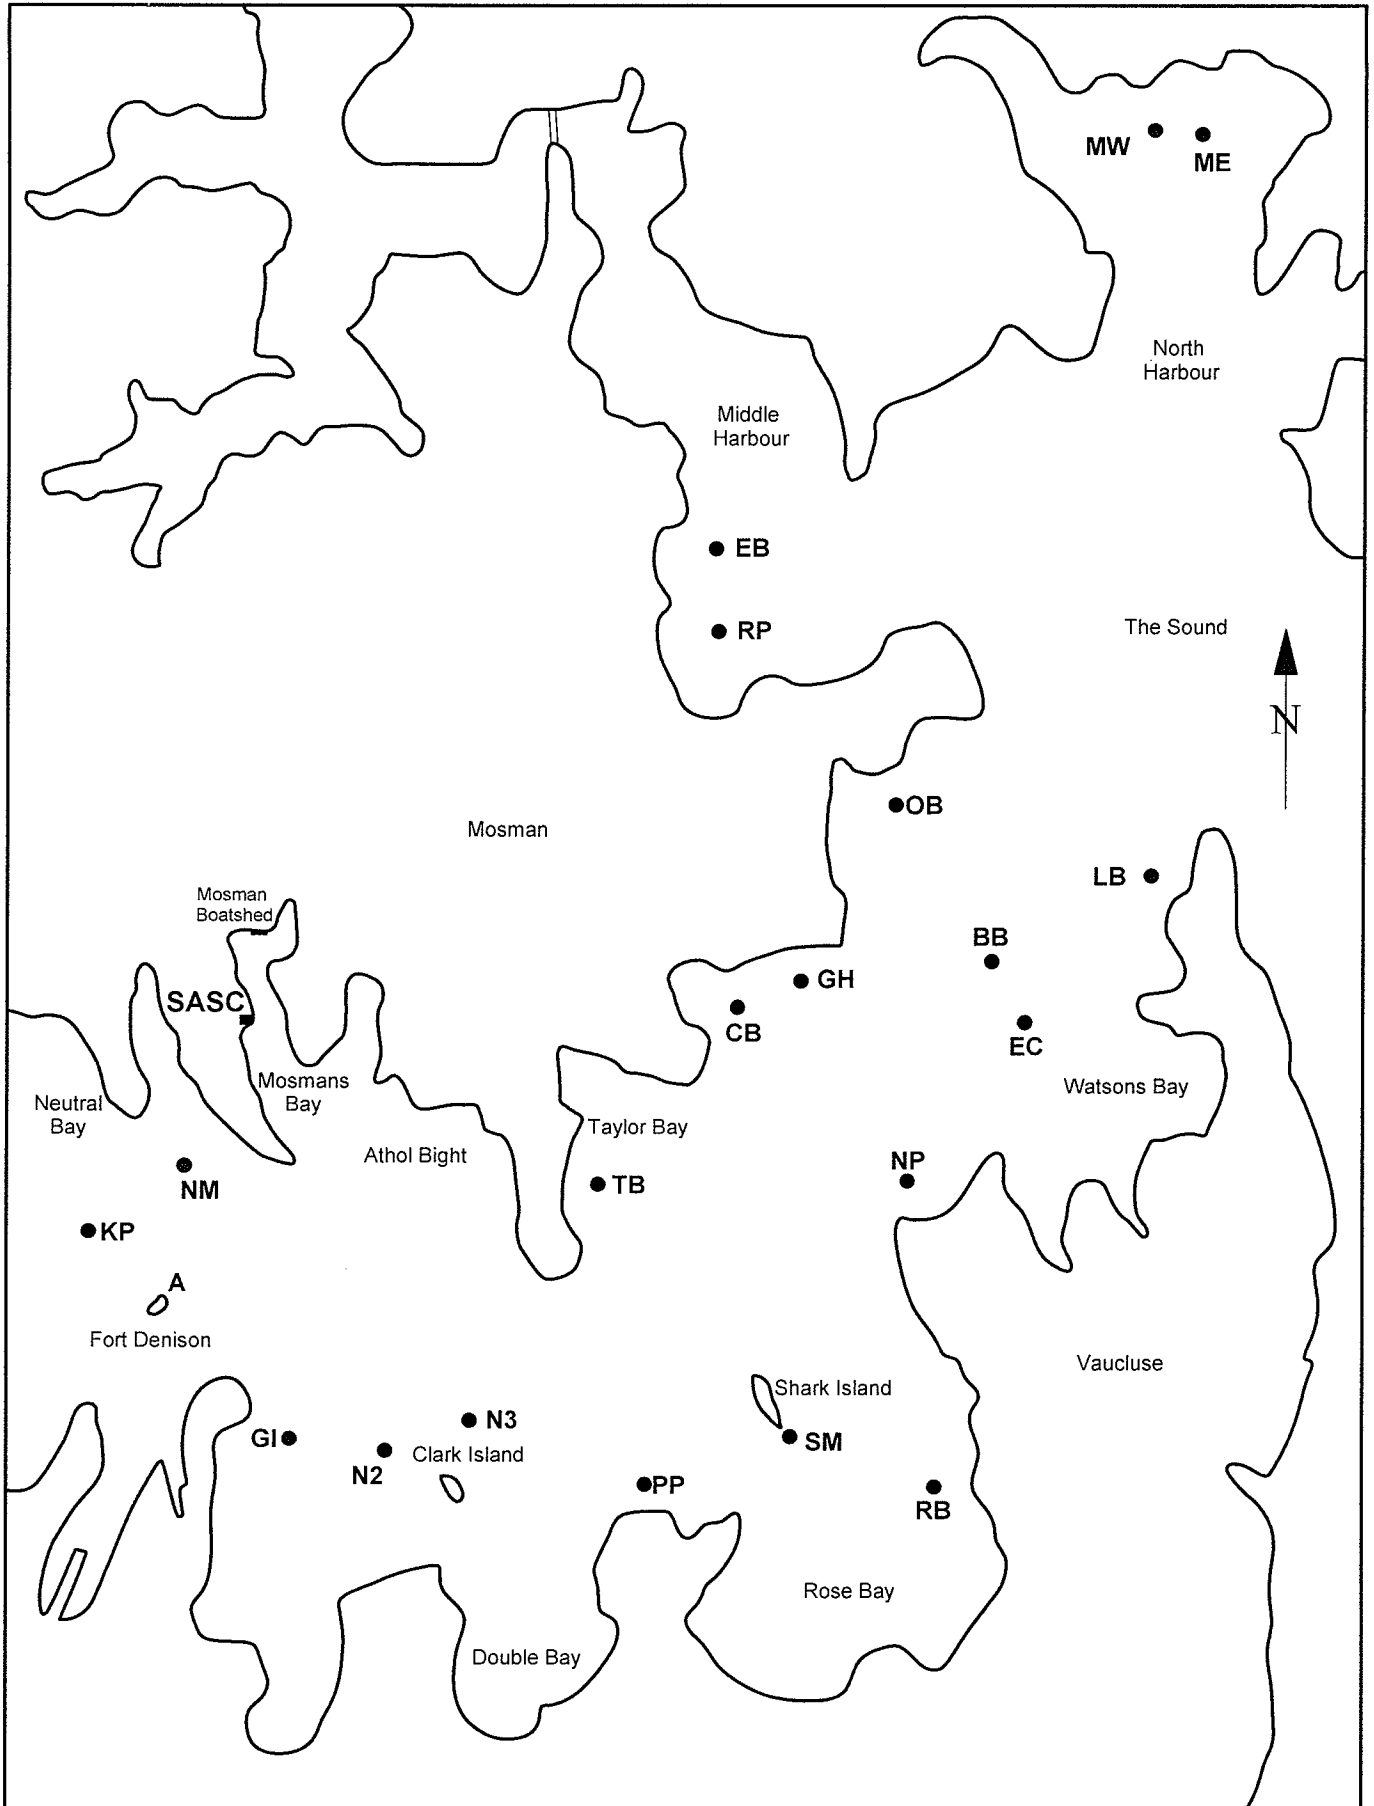 MW
ME
North
Harbour
Middle
Harbour
EB
RP
The Sound
N
OB
Mosman
LB
Mosman
Boatshed
BB
GH
SASC
CB
EC
Mosmans
Bay
Watsons Bay
Neutral
Bay
Taylor Bay
Athol Bight
NP
NM
TB
KP
A
Fort Denison
Vaucluse
Shark Island
N3
GI
SM
Clark Island
N2
PP
RB
Rose Bay
Double Bay